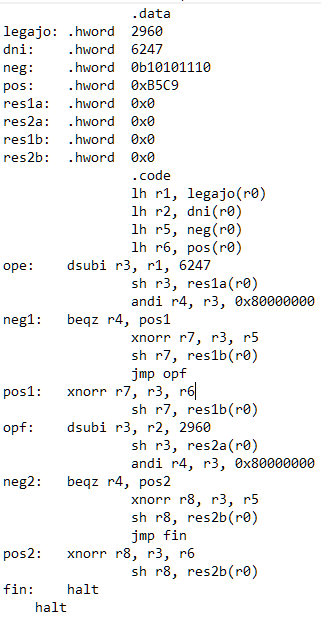 .data
legajo: .hword 2960
dni: .hword 6247
neg: .hword 0b10101110
pos: .hword 0xB5C9
res1a: .hword 0x0
res2a: .hword 0x0
res1b: .hword 0x0
res2b: .hword 0x0
.code
lh r1, legajo(r0)
lh r2, dni(r0)
lh r5, neg(r0)
lh r6, pos(r0)
ope: dsubi r3, r1, 6247
sh r3, res1a(r0)
andi r4, r3, 0x80000000
neg1: beqz r4, pos1
xnorr r7, r3, r5
sh r7, res1b(r0)
jmp opf
pos1: xnorr r7, r3, r6
sh r7, res1b(r0)
opf: dsubi r3, r2, 2960
sh r3, res2a(r0)
andi r4, r3, 0x80000000
neg2: beqz r4, pos2
xnorr r8, r3, r5
sh r8, res2b(r0)
jmp fin
pos2: xnorr r8, r3, r6
sh r8, res2b(r0)
fin: halt
halt